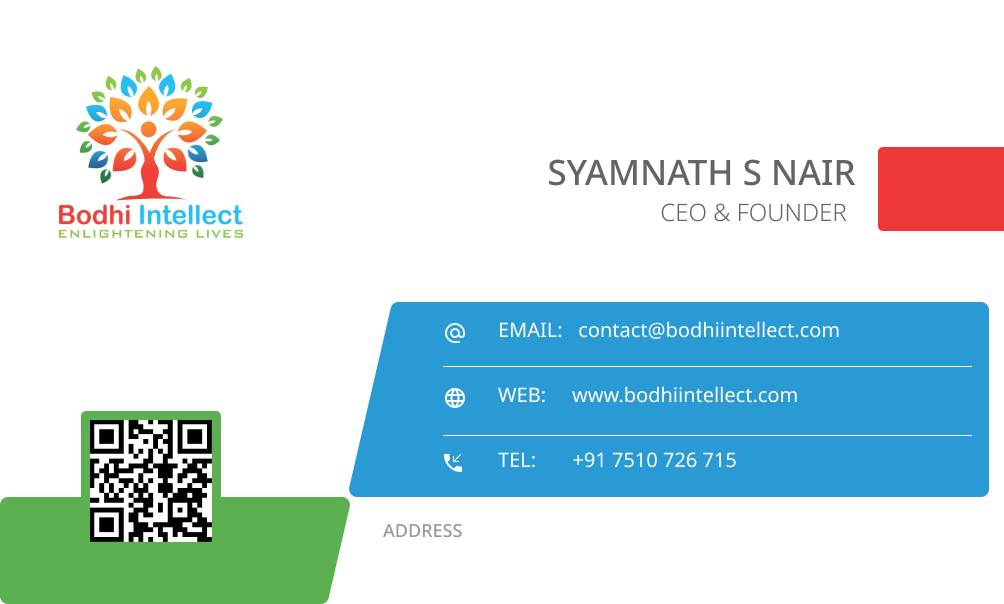 Bodhi Intellect
ENLIGHTENING LIVES
SYAMNATH S NAIR
CEO & FOUNDER
EMAIL: contact@bodhiintellect.com
WEB: www.bodhiintellect.com
TEL: +91 7510 726 715
ADDRESS